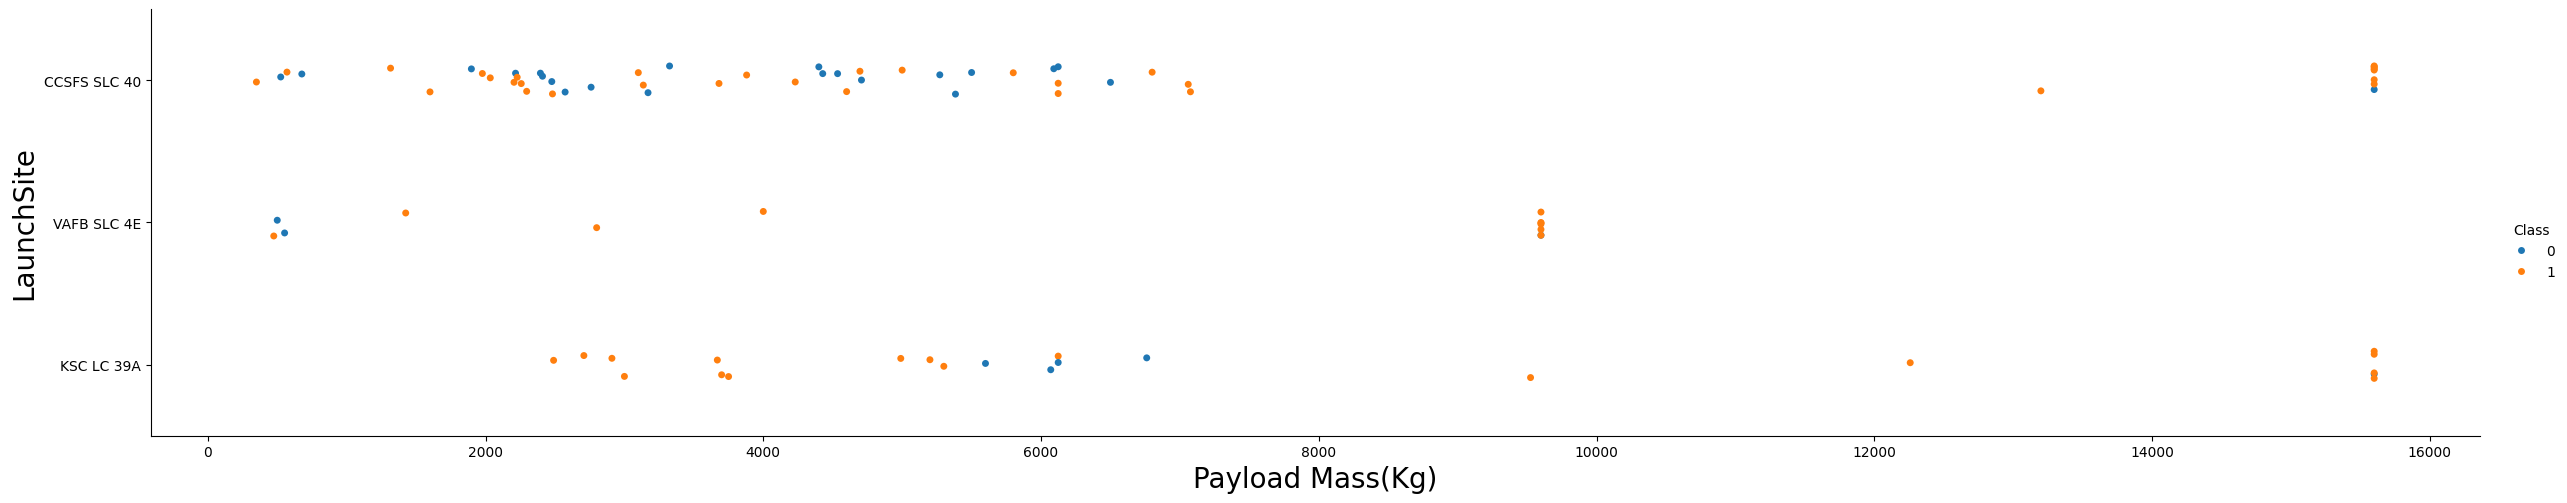 LaunchSite
CCSFS SLC 40
VAFB SLC 4E
KSC LC 39A
0 2000 4000 6000 8000 10000 12000 14000 16000
Payload Mass(Kg)
Class
0
1